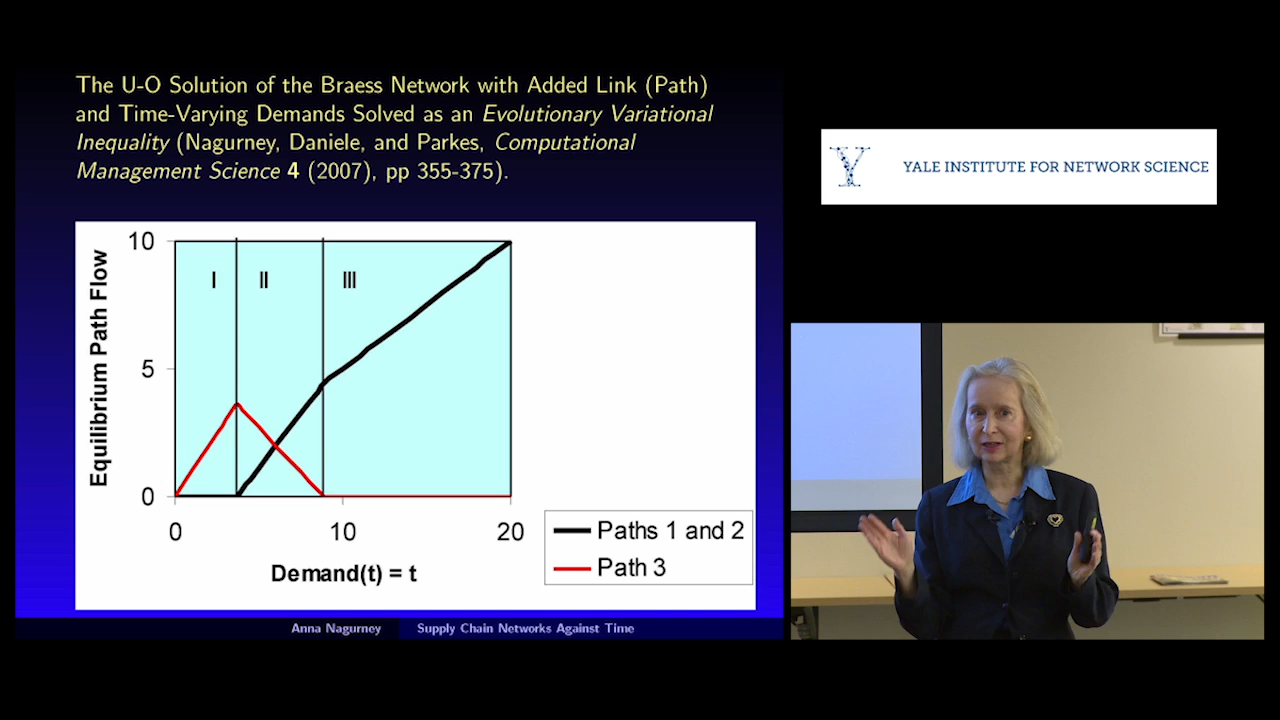 The U-O Solution of the Braess Network with Added Link (Path)
and Time-Varying Demands Solved as an Evolutionary Variational
Inequality (Nagurney, Daniele, and Parkes, Computational
Management Science 4 (2007), pp 355-375).
YALE INSTITUTE FOR NETWORK SCIENCE
Equilibrium Path Flow
10
5
0
I II III
0 10 20
Demand(t) = t
Paths 1 and 2
Path 3
Anna Nagurney Supply Chain Networks Against Time